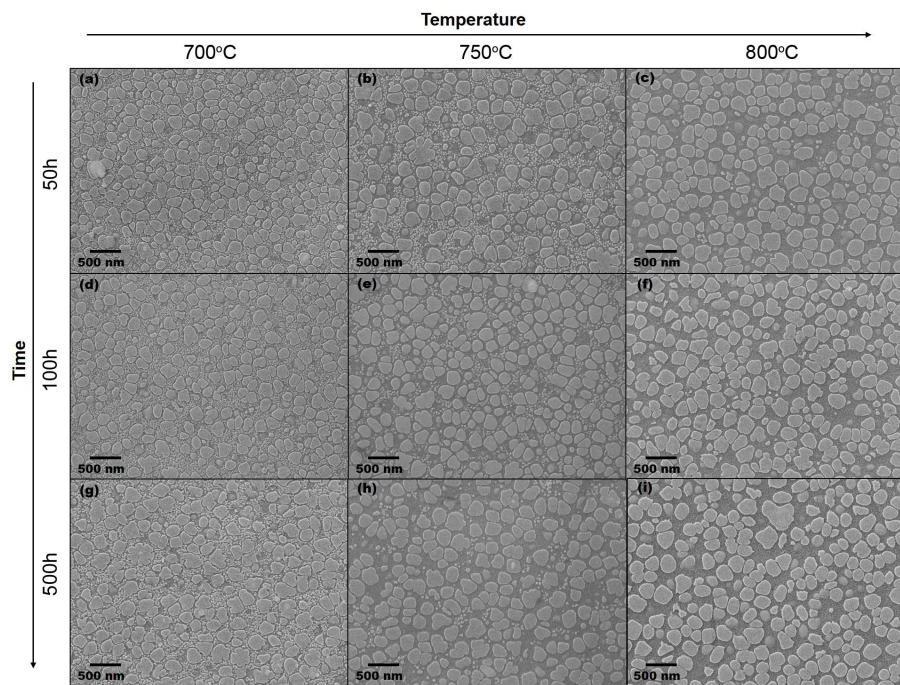 Temperature
700°C 750°C 800°C
Time
50h
(a) (b) (c)
500 nm 500 nm 500 nm
100h
(d) (e) (f)
500 nm 500 nm 500 nm
500h
(g) (h) (i)
500 nm 500 nm 500 nm